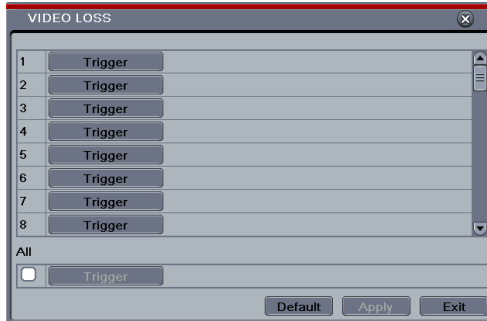 VIDEO LOSS
1 Trigger
2 Trigger
3 Trigger
4 Trigger
5 Trigger
6 Trigger
7 Trigger
8 Trigger
All
Trigger
Default Apply Exit